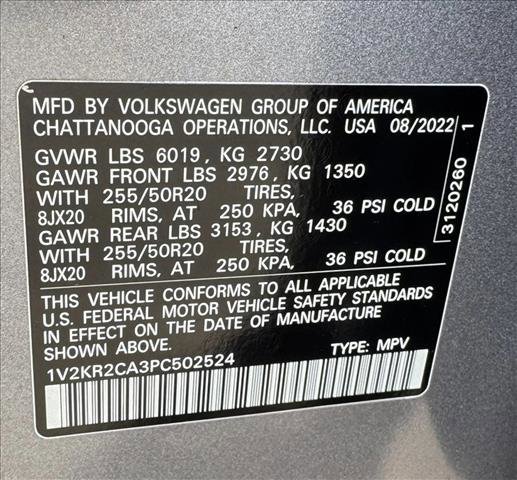 MFD BY VOLKSWAGEN GROUP OF AMERICA
CHATTANOOGA OPERATIONS, LLC. USA 08/2022
GVWR LBS 6019, KG 2730
GAWR FRONT LBS 2976, KG 1350
WITH 255/50R20 TIRES,
8JX20 RIMS, AT 250 KPA, 36 PSI COLD
GAWR REAR LBS 3153, KG 1430
WITH 255/50R20 TIRES,
8JX20 RIMS, AT 250 KPA, 36 PSI COLD
THIS VEHICLE CONFORMS TO ALL APPLICABLE
U.S. FEDERAL MOTOR VEHICLE SAFETY STANDARDS
IN EFFECT ON THE DATE OF MANUFACTURE
SHOWN ABOVE.
1V2KR2CA3PC502524 TYPE: MPV
3120260 1